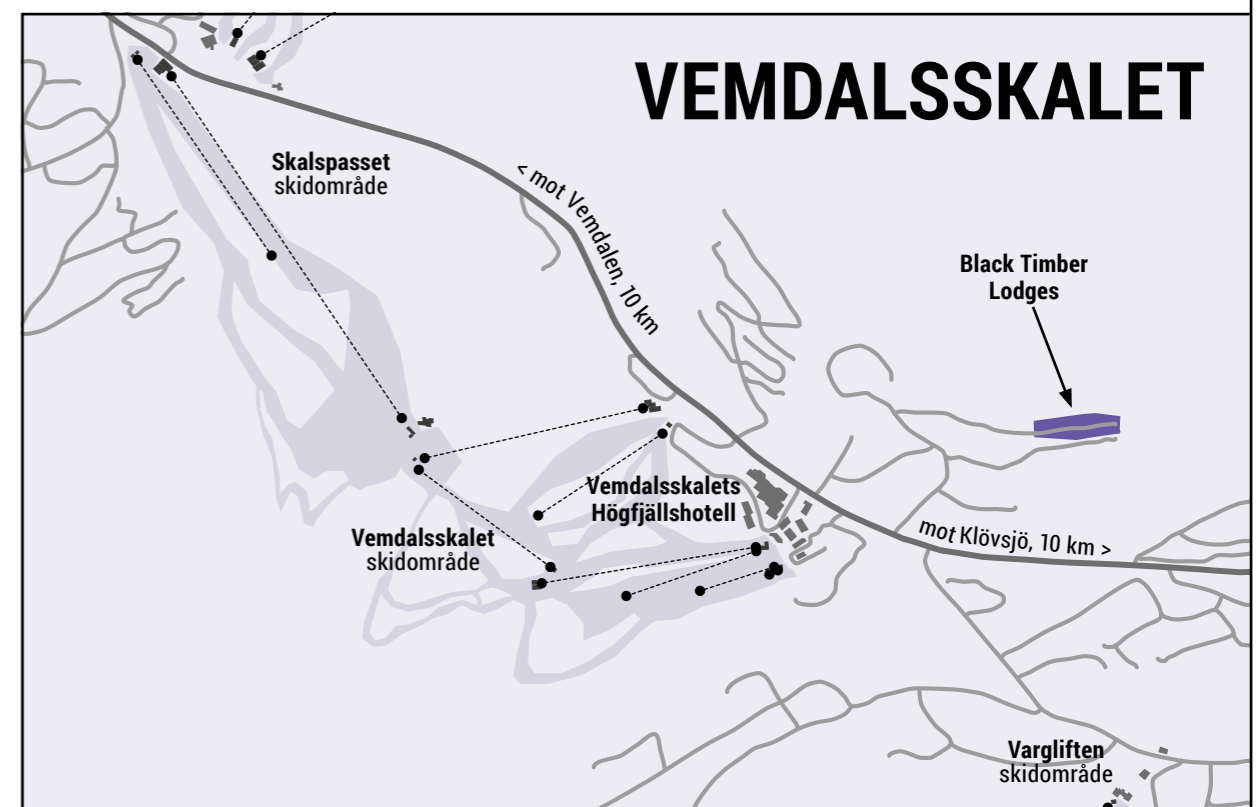 VEMDALSSKALET
Skalspasset
skidområde
< mot Vemdalen, 10 km
Black Timber
Lodges
Vemdalsskalets
Högfjällshotell
Vemdalsskalet
skidområde
mot Klövsjö, 10 km >
Vargliften
skidområde